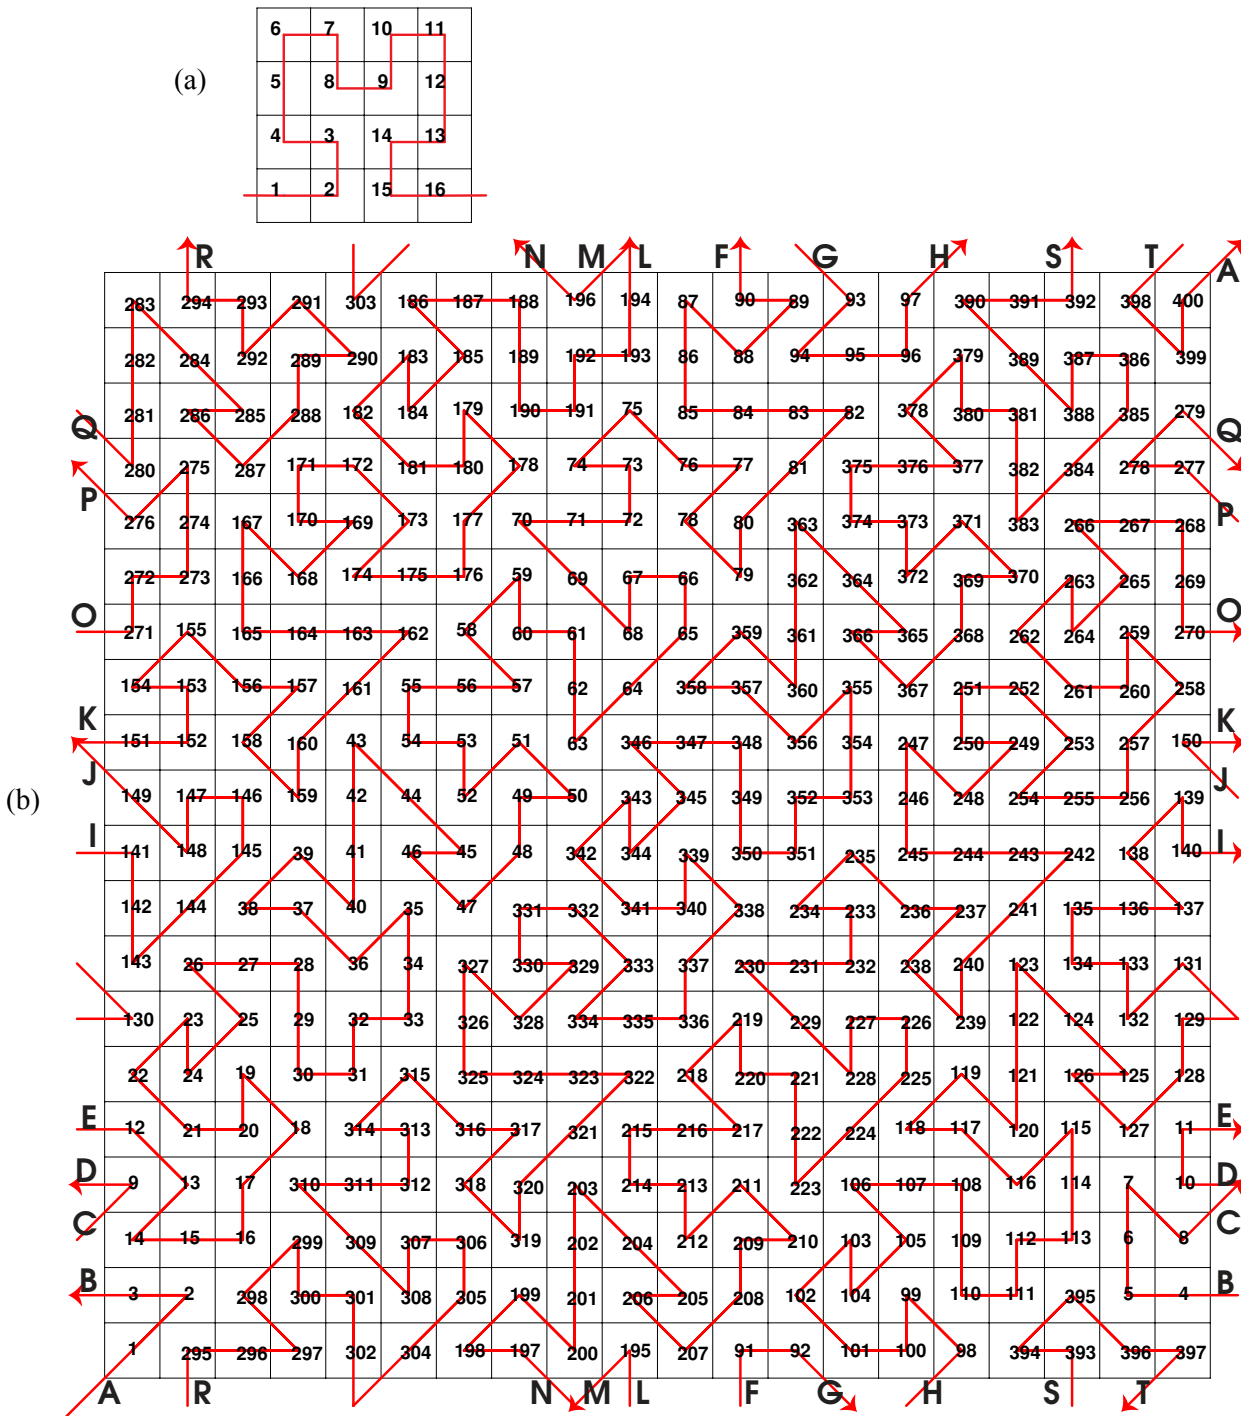 6 7 10 11
(a) 5 8 9 12
4 3 14 13
1 2 15 16
R N M L F G H S T A
283 294 293 291 303 186 187 188 196 194 87 90 89 93 97 390 391 392 398 400
282 284 292 289 290 183 185 189 192 193 86 88 94 95 96 379 389 387 386 399
Q 281 286 285 288 182 184 179 190 191 75 85 84 83 82 378 380 381 388 385 279 Q
P 280 275 287 171 172 181 180 178 74 73 76 77 81 375 376 377 382 384 278 277
276 274 167 170 169 173 177 70 71 72 78 80 363 374 373 371 383 266 267 268 P
272 273 166 168 174 175 176 59 69 67 66 79 362 364 372 369 370 263 265 269
O 271 155 165 164 163 162 58 60 61 68 65 359 361 366 365 368 262 264 259 270 O
154 153 156 157 161 55 56 57 62 64 358 357 360 355 367 251 252 261 260 258
K 151 152 158 160 43 54 53 51 63 346 347 348 356 354 247 250 249 253 257 150 K
J 149 147 146 159 42 44 52 49 50 343 345 349 352 353 246 248 254 255 256 139 J
(b)
I 141 148 145 39 41 46 45 48 342 344 339 350 351 235 245 244 243 242 138 140 I
142 144 38 37 40 35 47 331 332 341 340 338 234 233 236 237 241 135 136 137
143 26 27 28 36 34 327 330 329 333 337 230 231 232 238 240 123 134 133 131
130 23 25 29 32 33 326 328 334 335 336 219 229 227 226 239 122 124 132 129
22 24 19 30 31 315 325 324 323 322 218 220 221 228 225 119 121 126 125 128
E 12 21 20 18 314 313 316 317 321 215 216 217 222 224 118 117 120 115 127 11 E
D 9 13 17 310 311 312 318 320 203 214 213 211 223 106 107 108 116 114 7 10 D
C 14 15 16 299 309 307 306 319 202 204 212 209 210 103 105 109 112 113 6 8 C
B 3 2 298 300 301 308 305 199 201 206 205 208 102 104 99 110 111 395 5 4 B
1 295 296 297 302 304 198 197 200 195 207 91 92 101 100 98 394 393 396 397
A R N M L F G H S T